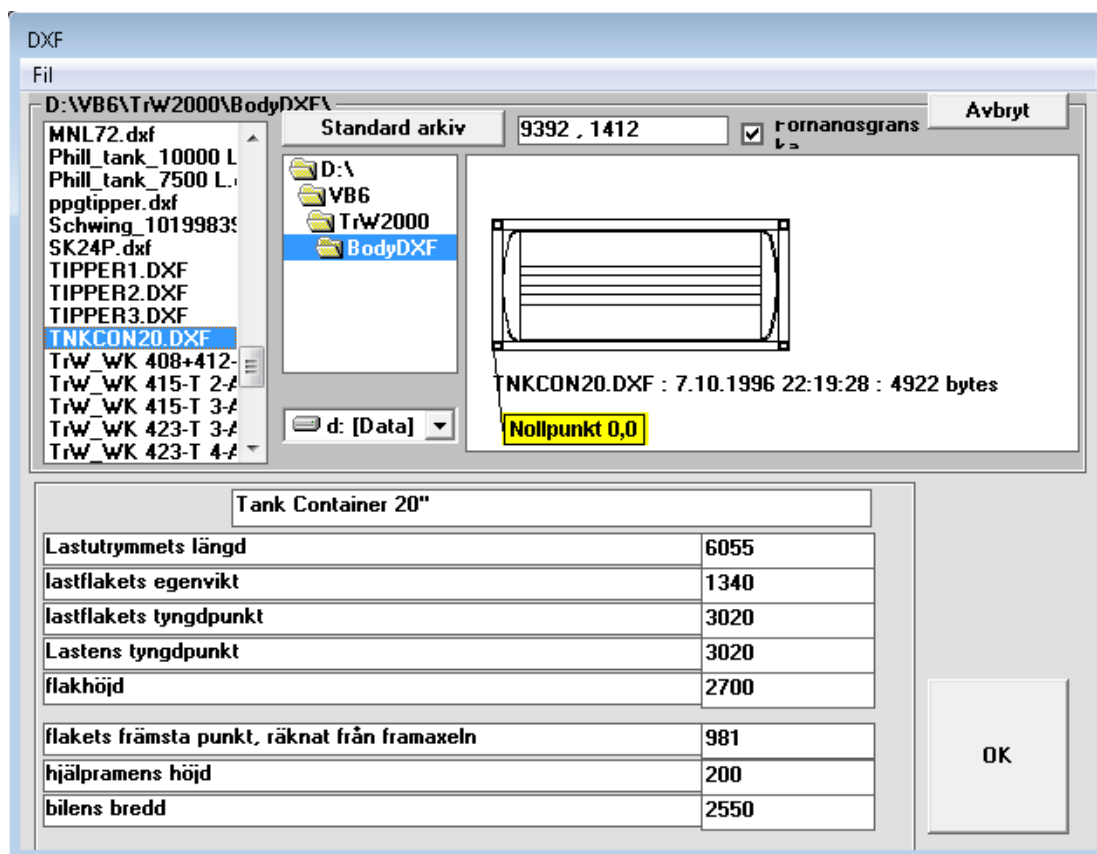 DXF
Fil
D:\VB6\TrW2000\BodyDXF\
Avbryt
Standard arkiv
9392 , 1412
MNL72.dxf
Phill_tank_10000 L
Phill_tank_7500 L.
ppgtipper.dxf
Schwing_1019983
SK24P.dxf
TIPPER1.DXF
TIPPER2.DXF
TIPPER3.DXF
TNKCON20.DXF
TrW_WK 408+412-
TrW_WK 415-T 2-A
TrW_WK 415-T 3-A
TrW_WK 423-T 3-A
TrW_WK 423-T 4-A
D:\
VB6
TrW2000
BodyDXF
d: [Data]
TNKCON20.DXF : 7.10.1996 22:19:28 : 4922 bytes
Nollpunkt 0,0
Tank Container 20"
Lastutrymmets längd 6055
lastflakets egenvikt 1340
lastflakets tyngdpunkt 3020
Lastens tyngdpunkt 3020
flakhöjd 2700
flakets främsta punkt, räknat från framaxeln 981
hjälpramens höjd 200
bilens bredd 2550
OK